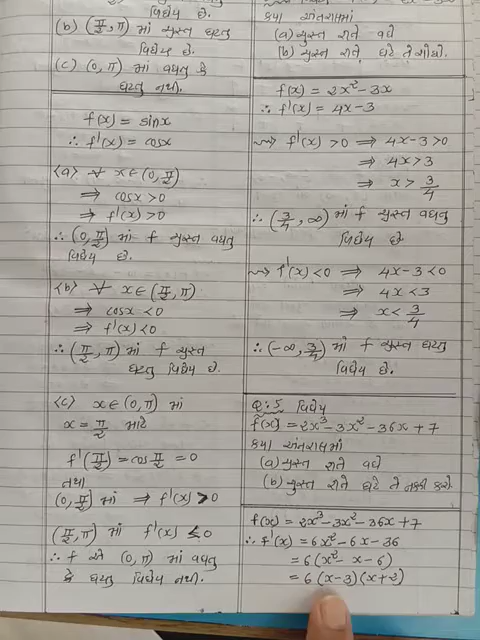 વિધેય છે.
(b) (π/2, π) માં ચુસ્ત ઘટતુ
વિધેય છે.
(c) (0, π) માં વધતુ કે
ઘટતુ નથી.
f(x) = sinx
∴ f'(x) = cosx
<a> ∀ x∈(0, π/2)
⇒ cosx > 0
⇒ f'(x) > 0
∴ (0, π/2) માં f ચુસ્ત વધતુ
વિધેય છે.
<b> ∀ x∈(π/2, π)
⇒ cosx < 0
⇒ f'(x) < 0
∴ (π/2, π) માં f ચુસ્ત
ઘટતુ વિધેય છે.
<c> x∈(0, π) માં
x = π/2 માટે
f'(π/2) = cos π/2 = 0
તથા
(0, π/2] માં ⇒ f'(x) ≥ 0
[π/2, π) માં f'(x) ≤ 0
∴ f એ (0, π) માં વધતુ
કે ઘટતુ વિધેય નથી.
કયા અંતરાલમાં
(a) ચુસ્ત રીતે વધે
(b) ચુસ્ત રીતે ઘટે તે શોધો.
f(x) = 2x² - 3x
∴ f'(x) = 4x - 3
f'(x) > 0 ⇒ 4x - 3 > 0
⇒ 4x > 3
⇒ x > 3/4
∴ (3/4, ∞) માં f ચુસ્ત વધતુ
વિધેય છે
f'(x) < 0 ⇒ 4x - 3 < 0
⇒ 4x < 3
⇒ x < 3/4
∴ (-∞, 3/4) માં f ચુસ્ત ઘટતુ
વિધેય છે.
Q: 5 વિધેય
f(x) = 2x³ - 3x² - 36x + 7
કયા અંતરાલમાં
(a) ચુસ્ત રીતે વધે
(b) ચુસ્ત રીતે ઘટે તે નક્કી કરો
f(x) = 2x³ - 3x² - 36x + 7
∴ f'(x) = 6x² - 6x - 36
= 6(x² - x - 6)
= 6(x-3)(x+2)